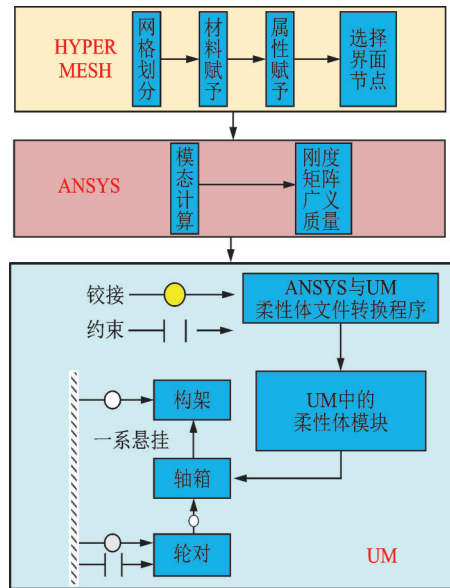 HYPER
MESH
网格划分
材料赋予
属性赋予
选择
界面
节点
ANSYS
模态计算
刚度
矩阵
广义
质量
铰接
ANSYS与UM
柔性体文件转换程序
约束
构架
UM中的
柔性体模块
一系悬挂
轴箱
轮对
UM